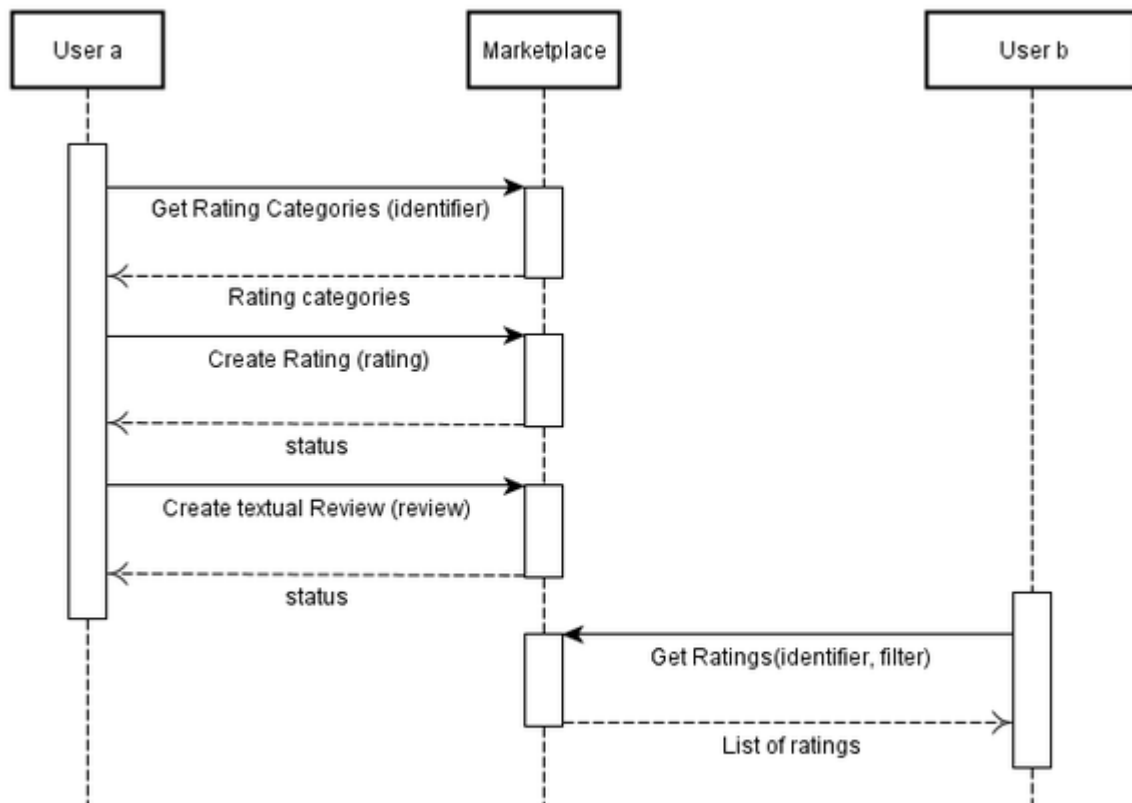 User a
Marketplace
User b
Get Rating Categories (identifier)
Rating categories
Create Rating (rating)
status
Create textual Review (review)
status
Get Ratings(identifier, filter)
List of ratings